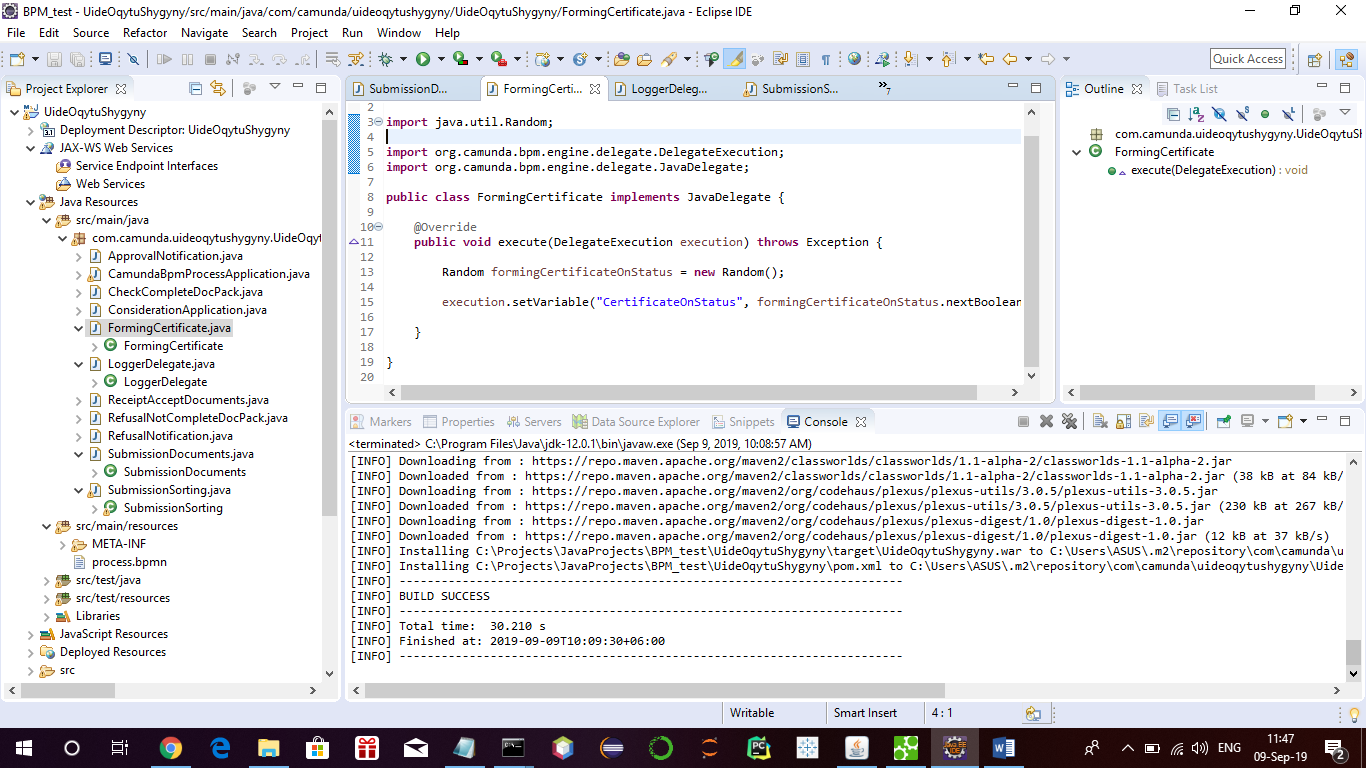 BPM_test - UideOqytuShygyny/src/main/java/com/camunda/uideoqytushygyny/UideOqytuShygyny/FormingCertificate.java - Eclipse IDE
File Edit Source Refactor Navigate Search Project Run Window Help
Quick Access
Project Explorer
UideOqytuShygyny
Deployment Descriptor: UideOqytuShygyny
JAX-WS Web Services
Service Endpoint Interfaces
Web Services
Java Resources
src/main/java
com.camunda.uideoqytushygyny.UideOqyt
ApprovalNotification.java
CamundaBpmProcessApplication.java
CheckCompleteDocPack.java
ConsiderationApplication.java
FormingCertificate.java
FormingCertificate
LoggerDelegate.java
LoggerDelegate
ReceiptAcceptDocuments.java
RefusalNotCompleteDocPack.java
RefusalNotification.java
SubmissionDocuments.java
SubmissionDocuments
SubmissionSorting.java
SubmissionSorting
src/main/resources
META-INF
process.bpmn
src/test/java
src/test/resources
Libraries
JavaScript Resources
Deployed Resources
src
SubmissionD... FormingCerti... LoggerDeleg... SubmissionS... »7
2
3 import java.util.Random;
4
5 import org.camunda.bpm.engine.delegate.DelegateExecution;
6 import org.camunda.bpm.engine.delegate.JavaDelegate;
7
8 public class FormingCertificate implements JavaDelegate {
9
10 @Override
11 public void execute(DelegateExecution execution) throws Exception {
12
13 Random formingCertificateOnStatus = new Random();
14
15 execution.setVariable("CertificateOnStatus", formingCertificateOnStatus.nextBoolean
16
17 }
18
19 }
20
Outline Task List
com.camunda.uideoqytushygyny.UideOqytuSh
FormingCertificate
execute(DelegateExecution) : void
Markers Properties Servers Data Source Explorer Snippets Console
<terminated> C:\Program Files\Java\jdk-12.0.1\bin\javaw.exe (Sep 9, 2019, 10:08:57 AM)
[INFO] Downloading from : https://repo.maven.apache.org/maven2/classworlds/classworlds/1.1-alpha-2/classworlds-1.1-alpha-2.jar
[INFO] Downloaded from : https://repo.maven.apache.org/maven2/classworlds/classworlds/1.1-alpha-2/classworlds-1.1-alpha-2.jar (38 kB at 84 kB/
[INFO] Downloading from : https://repo.maven.apache.org/maven2/org/codehaus/plexus/plexus-utils/3.0.5/plexus-utils-3.0.5.jar
[INFO] Downloaded from : https://repo.maven.apache.org/maven2/org/codehaus/plexus/plexus-utils/3.0.5/plexus-utils-3.0.5.jar (230 kB at 267 kB/
[INFO] Downloading from : https://repo.maven.apache.org/maven2/org/codehaus/plexus/plexus-digest/1.0/plexus-digest-1.0.jar
[INFO] Downloaded from : https://repo.maven.apache.org/maven2/org/codehaus/plexus/plexus-digest/1.0/plexus-digest-1.0.jar (12 kB at 37 kB/s)
[INFO] Installing C:\Projects\JavaProjects\BPM_test\UideOqytuShygyny\target\UideOqytuShygyny.war to C:\Users\ASUS\.m2\repository\com\camunda\u
[INFO] Installing C:\Projects\JavaProjects\BPM_test\UideOqytuShygyny\pom.xml to C:\Users\ASUS\.m2\repository\com\camunda\uideoqytushygyny\Uide
[INFO] ------------------------------------------------------------------------
[INFO] BUILD SUCCESS
[INFO] ------------------------------------------------------------------------
[INFO] Total time: 30.210 s
[INFO] Finished at: 2019-09-09T10:09:30+06:00
[INFO] ------------------------------------------------------------------------
Writable Smart Insert 4 : 1
ENG 11:47
09-Sep-19 2